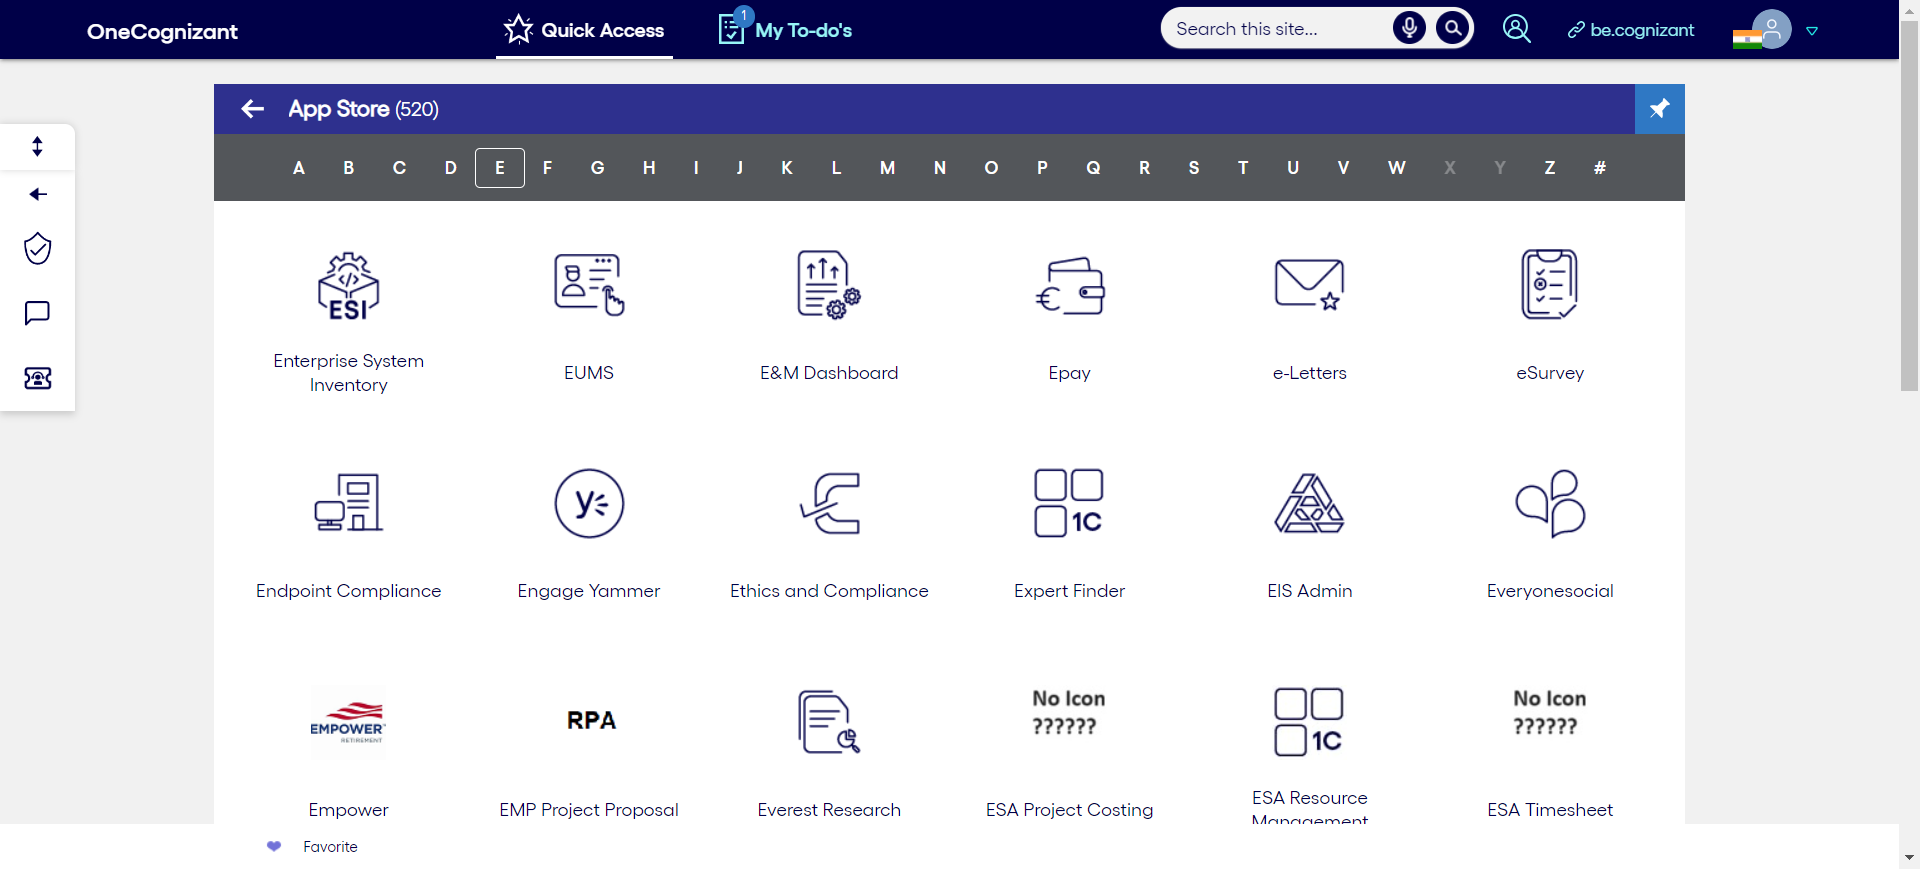 OneCognizant
Quick Access
1
My To-do's
Search this site...
be.cognizant
App Store (520)
A B C D E F G H I J K L M N O P Q R S T U V W X Y Z #
ESI
Enterprise System
Inventory
EUMS
E&M Dashboard
Epay
e-Letters
eSurvey
Endpoint Compliance
Engage Yammer
Ethics and Compliance
1C
Expert Finder
EIS Admin
Everyonesocial
EMPOWER
RETIREMENT
Empower
RPA
EMP Project Proposal
Everest Research
No Icon
??????
ESA Project Costing
1C
ESA Resource
Management
No Icon
??????
ESA Timesheet
Favorite